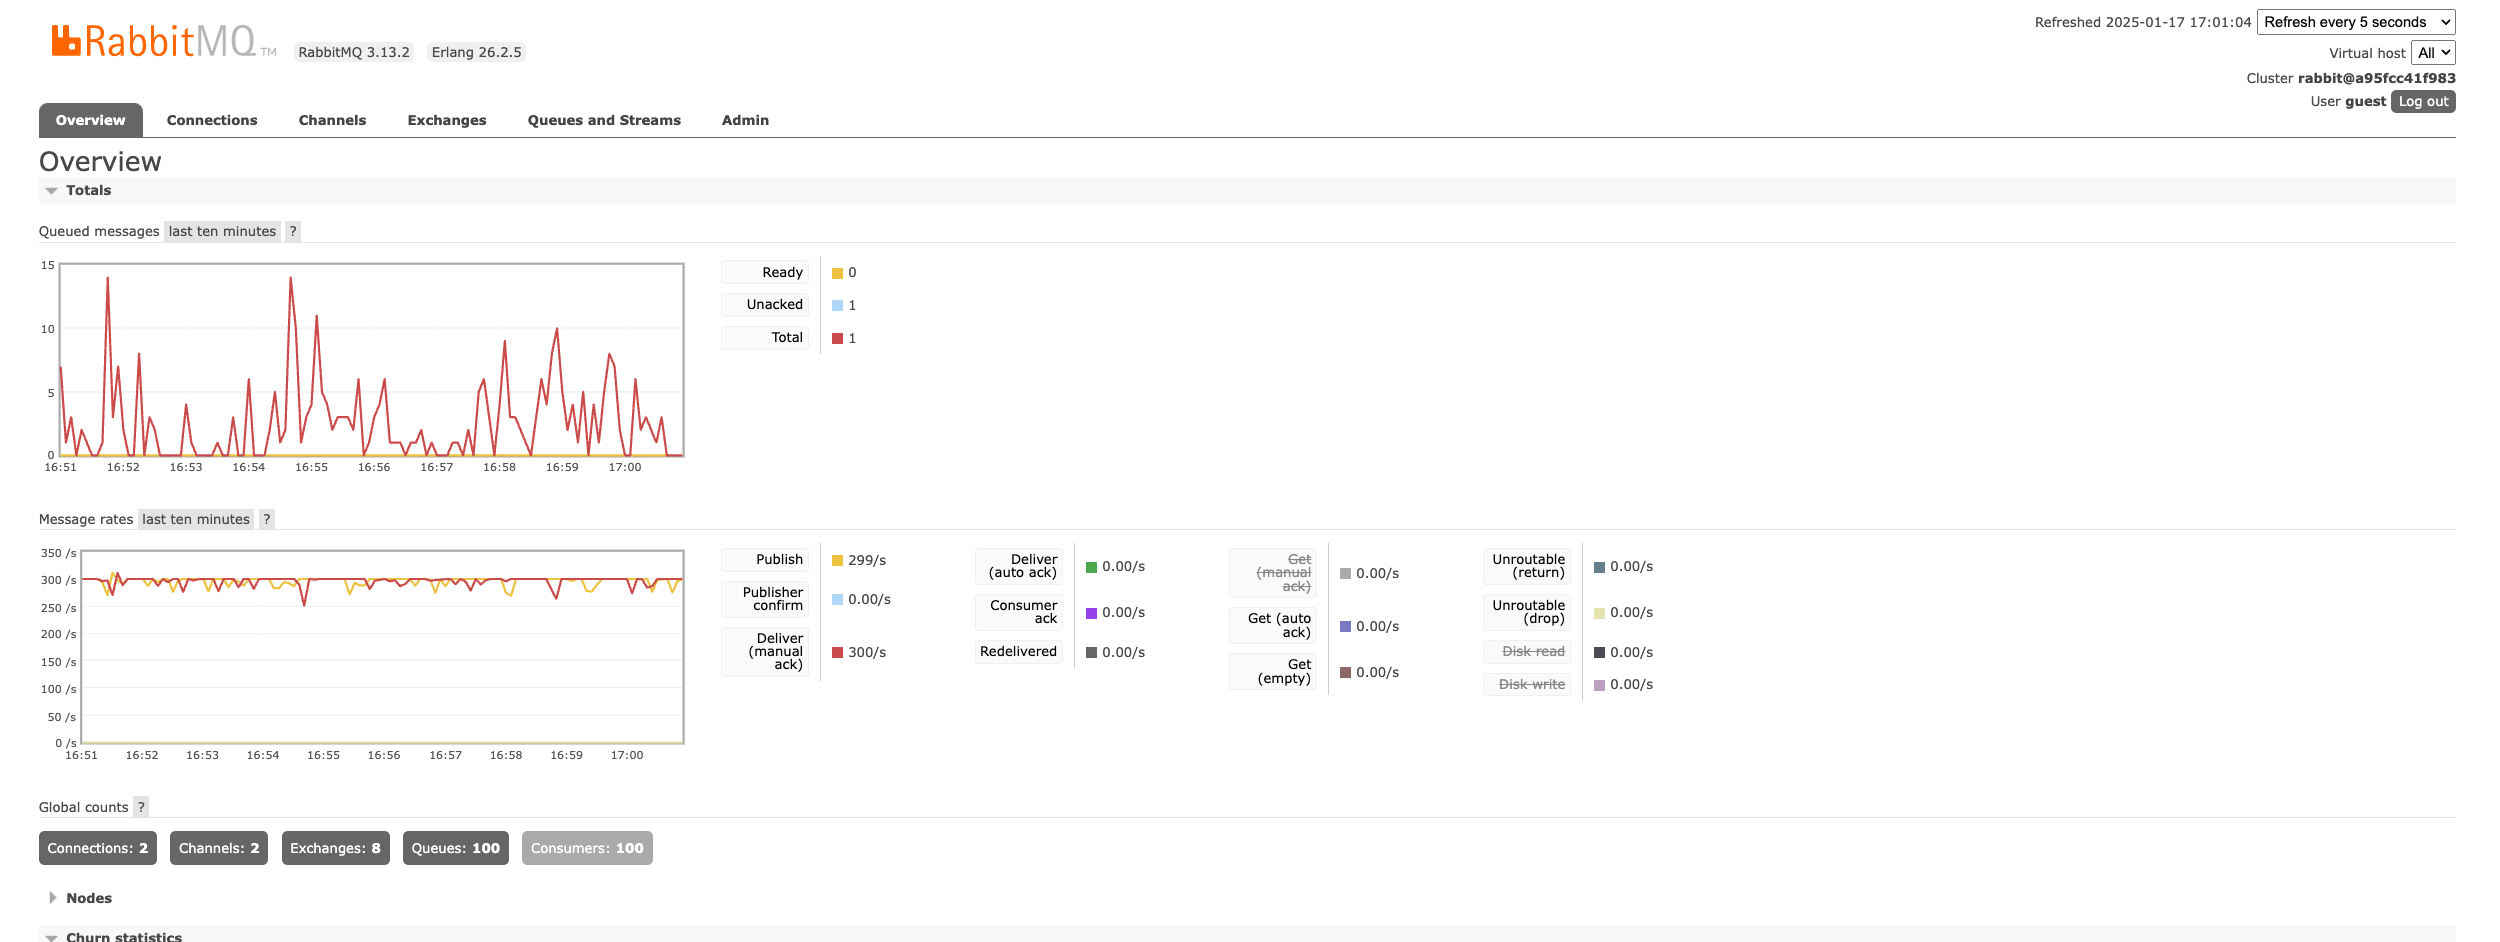 RabbitMQ TM RabbitMQ 3.13.2 Erlang 26.2.5
Refreshed 2025-01-17 17:01:04 Refresh every 5 seconds
Virtual host All
Cluster rabbit@a95fcc41f983
User guest Log out
Overview Connections Channels Exchanges Queues and Streams Admin
Overview
Totals
Queued messages last ten minutes ?
15
10
5
0
16:51 16:52 16:53 16:54 16:55 16:56 16:57 16:58 16:59 17:00
Ready 0
Unacked 1
Total 1
Message rates last ten minutes ?
350 /s
300 /s
250 /s
200 /s
150 /s
100 /s
50 /s
0 /s
16:51 16:52 16:53 16:54 16:55 16:56 16:57 16:58 16:59 17:00
Publish 299/s
Publisher
confirm 0.00/s
Deliver
(manual 300/s
ack)
Deliver
(auto ack) 0.00/s
Consumer
ack 0.00/s
Redelivered 0.00/s
Get
(manual 0.00/s
ack)
Get (auto
ack) 0.00/s
Get
(empty) 0.00/s
Unroutable
(return) 0.00/s
Unroutable
(drop) 0.00/s
Disk read 0.00/s
Disk write 0.00/s
Global counts ?
Connections: 2 Channels: 2 Exchanges: 8 Queues: 100 Consumers: 100
Nodes
Churn statistics